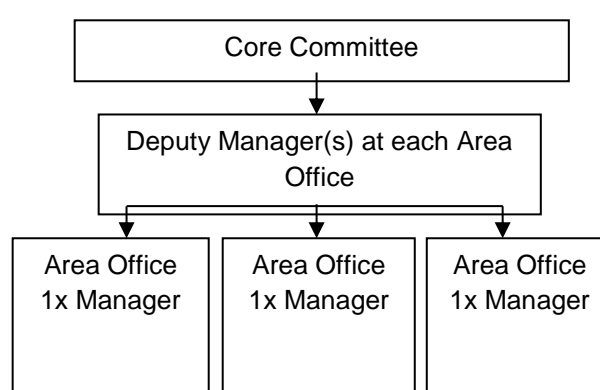 Core Committee
Deputy Manager(s) at each Area
Office
Area Office
1x Manager
Area Office
1x Manager
Area Office
1x Manager